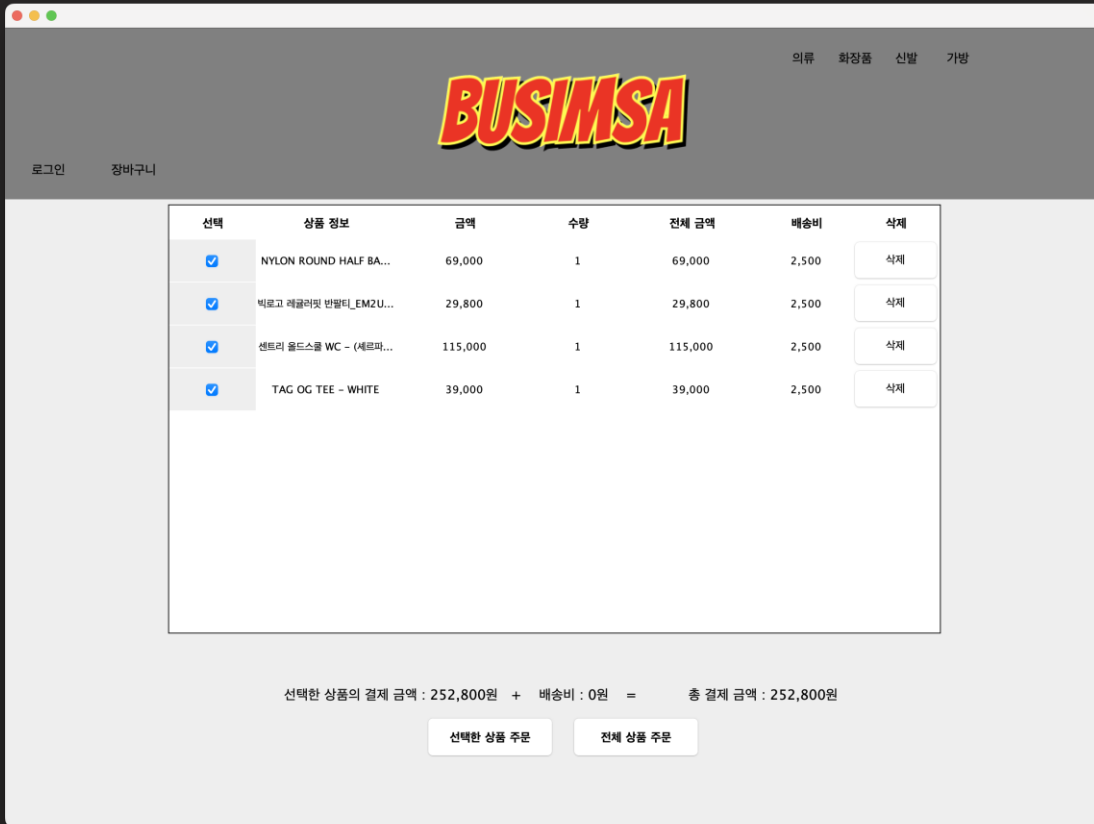 의류 화장품 신발 가방
BUSIMSA
로그인 장바구니
선택 상품 정보 금액 수량 전체 금액 배송비 삭제
NYLON ROUND HALF BA... 69,000 1 69,000 2,500 삭제
빅로고 레귤러핏 반팔티_EM2U... 29,800 1 29,800 2,500 삭제
센트리 올드스쿨 WC - (셰르파... 115,000 1 115,000 2,500 삭제
TAG OG TEE - WHITE 39,000 1 39,000 2,500 삭제
선택한 상품의 결제 금액 : 252,800원 + 배송비 : 0원 = 총 결제 금액 : 252,800원
선택한 상품 주문 전체 상품 주문